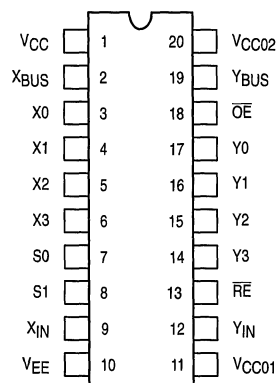 VCC 1 20 VCC02
XBUS 2 19 YBUS
X0 3 18 OE
X1 4 17 Y0
X2 5 16 Y1
X3 6 15 Y2
S0 7 14 Y3
S1 8 13 RE
XIN 9 12 YIN
VEE 10 11 VCC01